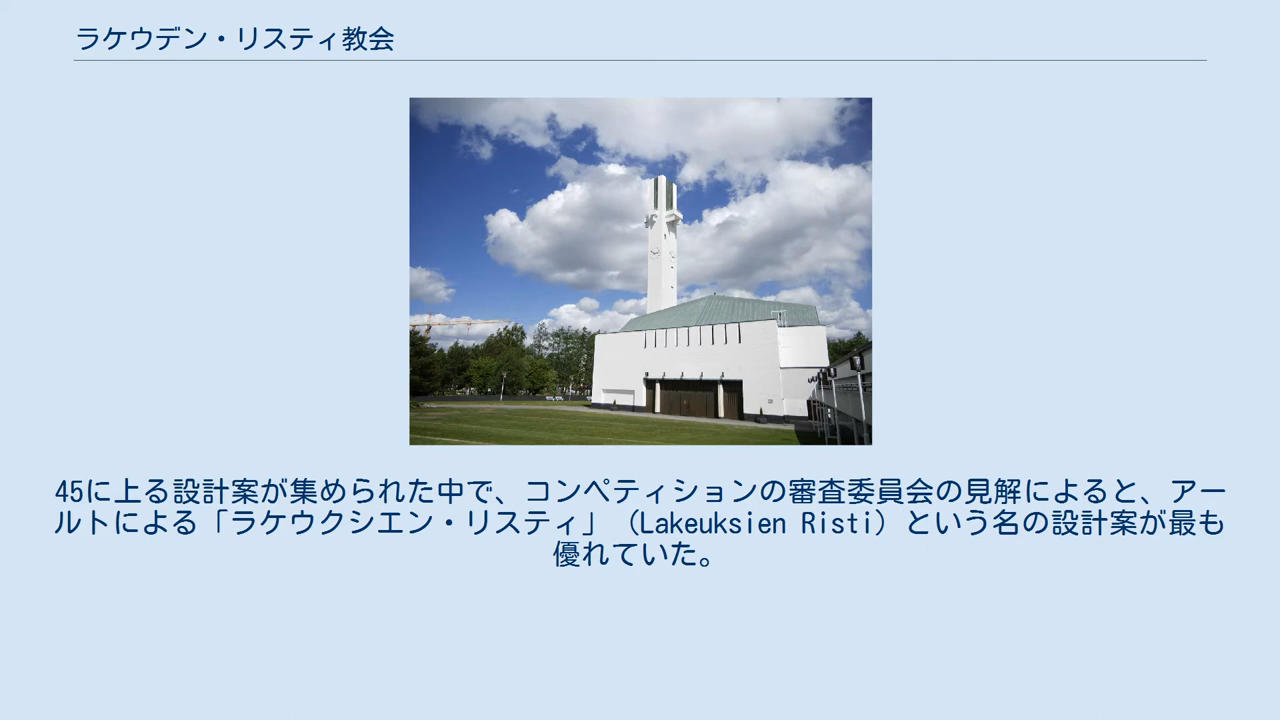 ラケウデン・リスティ教会
45に上る設計案が集められた中で、コンペティションの審査委員会の見解によると、アー
ルトによる「ラケウクシエン・リスティ」（Lakeuksien Risti）という名の設計案が最も
優れていた。